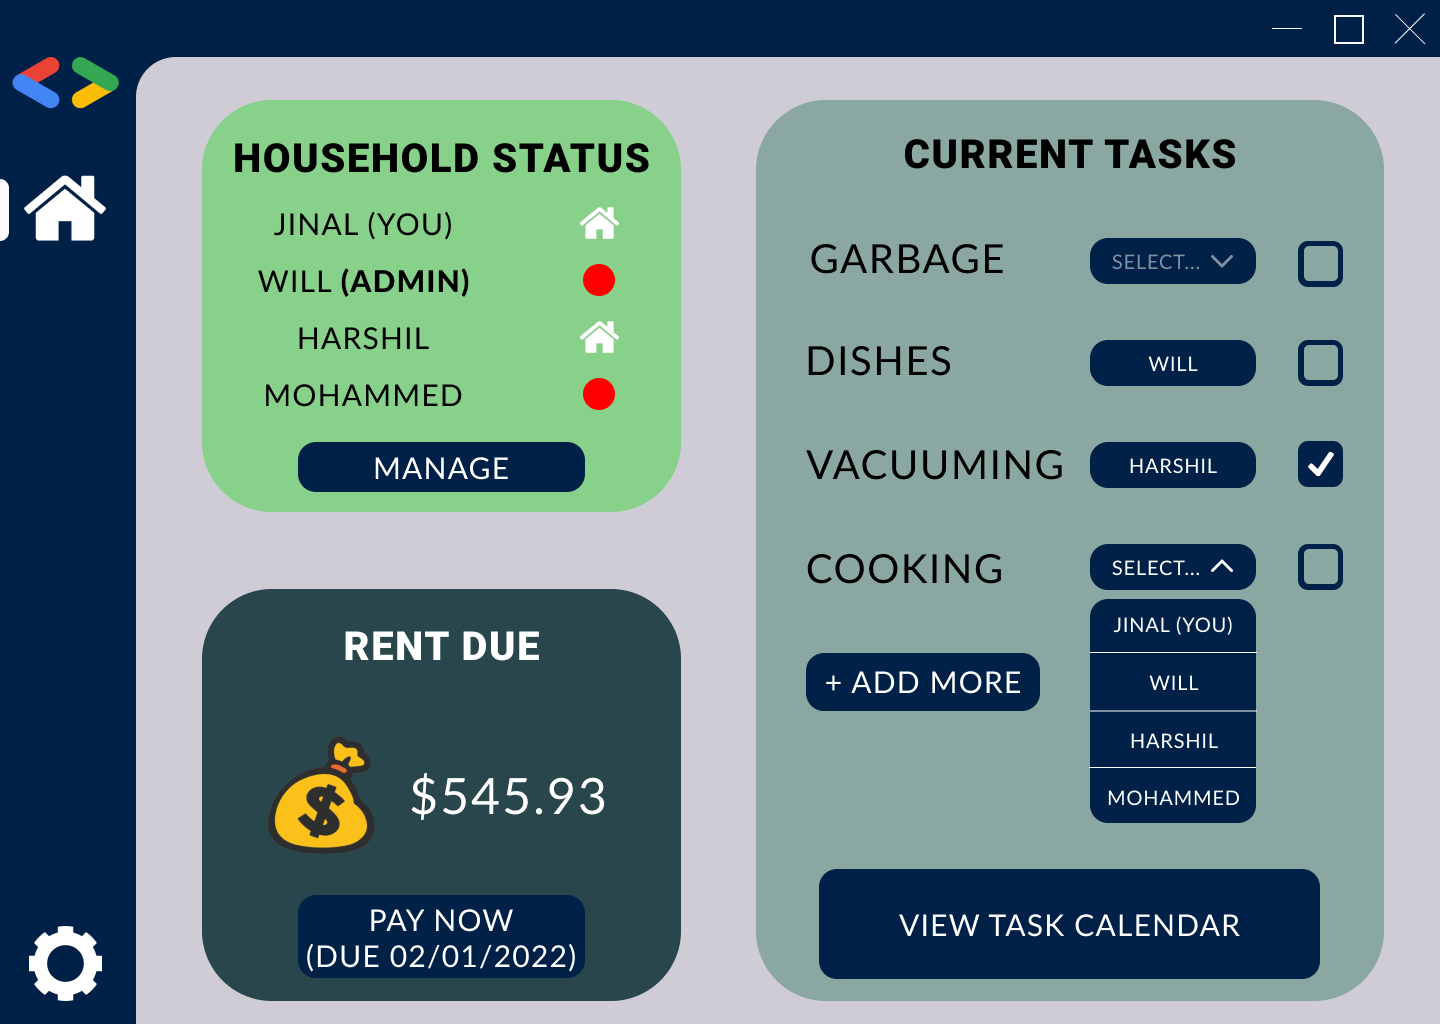 HOUSEHOLD STATUS
JINAL (YOU)
WILL (ADMIN)
HARSHIL
MOHAMMED
MANAGE
RENT DUE
$545.93
PAY NOW
(DUE 02/01/2022)
CURRENT TASKS
GARBAGE SELECT...
DISHES WILL
VACUUMING HARSHIL
COOKING SELECT...
JINAL (YOU)
WILL
HARSHIL
MOHAMMED
+ ADD MORE
VIEW TASK CALENDAR